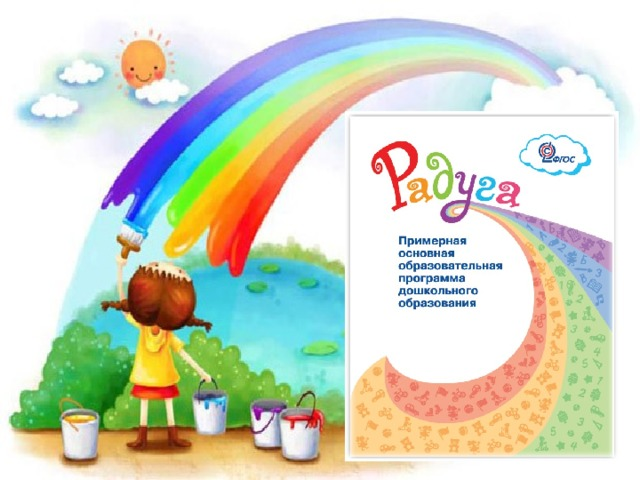 ФГОС
Радуга
Примерная
основная
образовательная
программа
дошкольного
образования